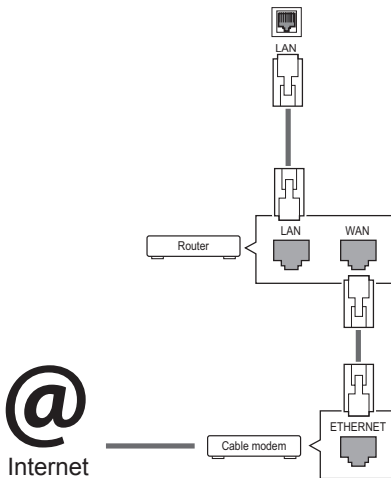 LAN
LAN WAN
Router
ETHERNET
@
Cable modem
Internet